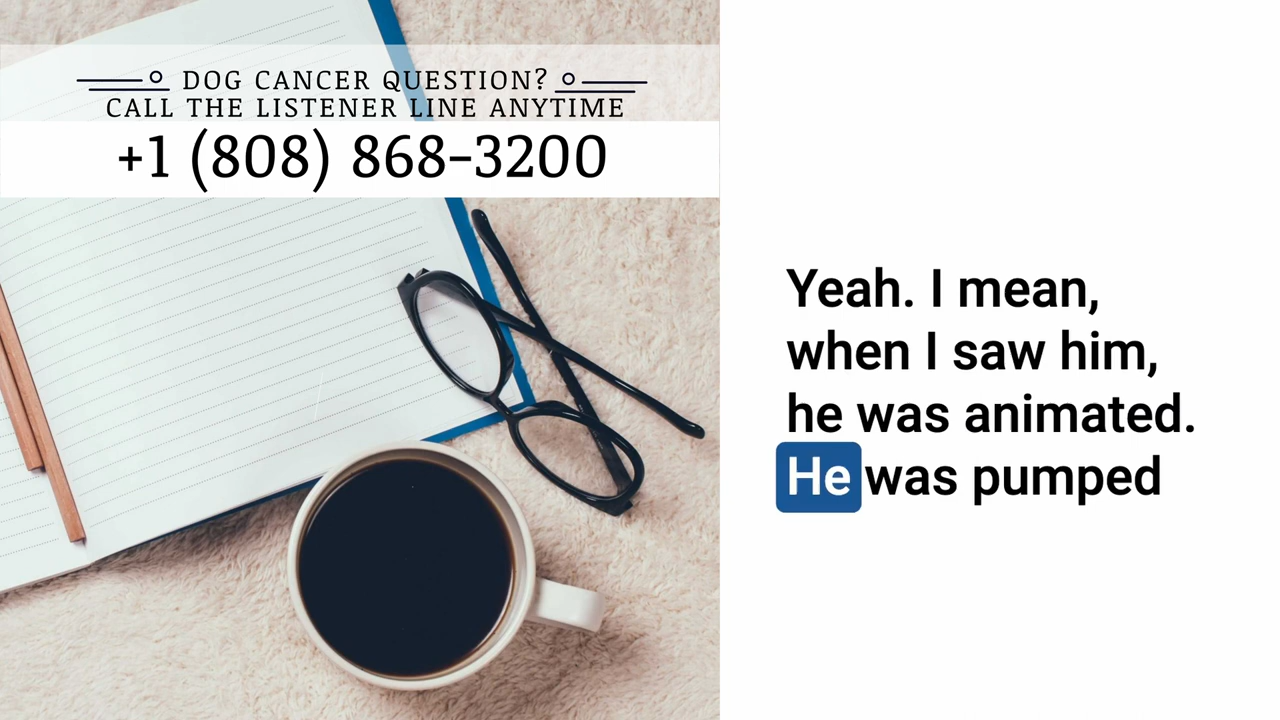 DOG CANCER QUESTION?
CALL THE LISTENER LINE ANYTIME
+1 (808) 868-3200
Yeah. I mean,
when I saw him,
he was animated.
He was pumped